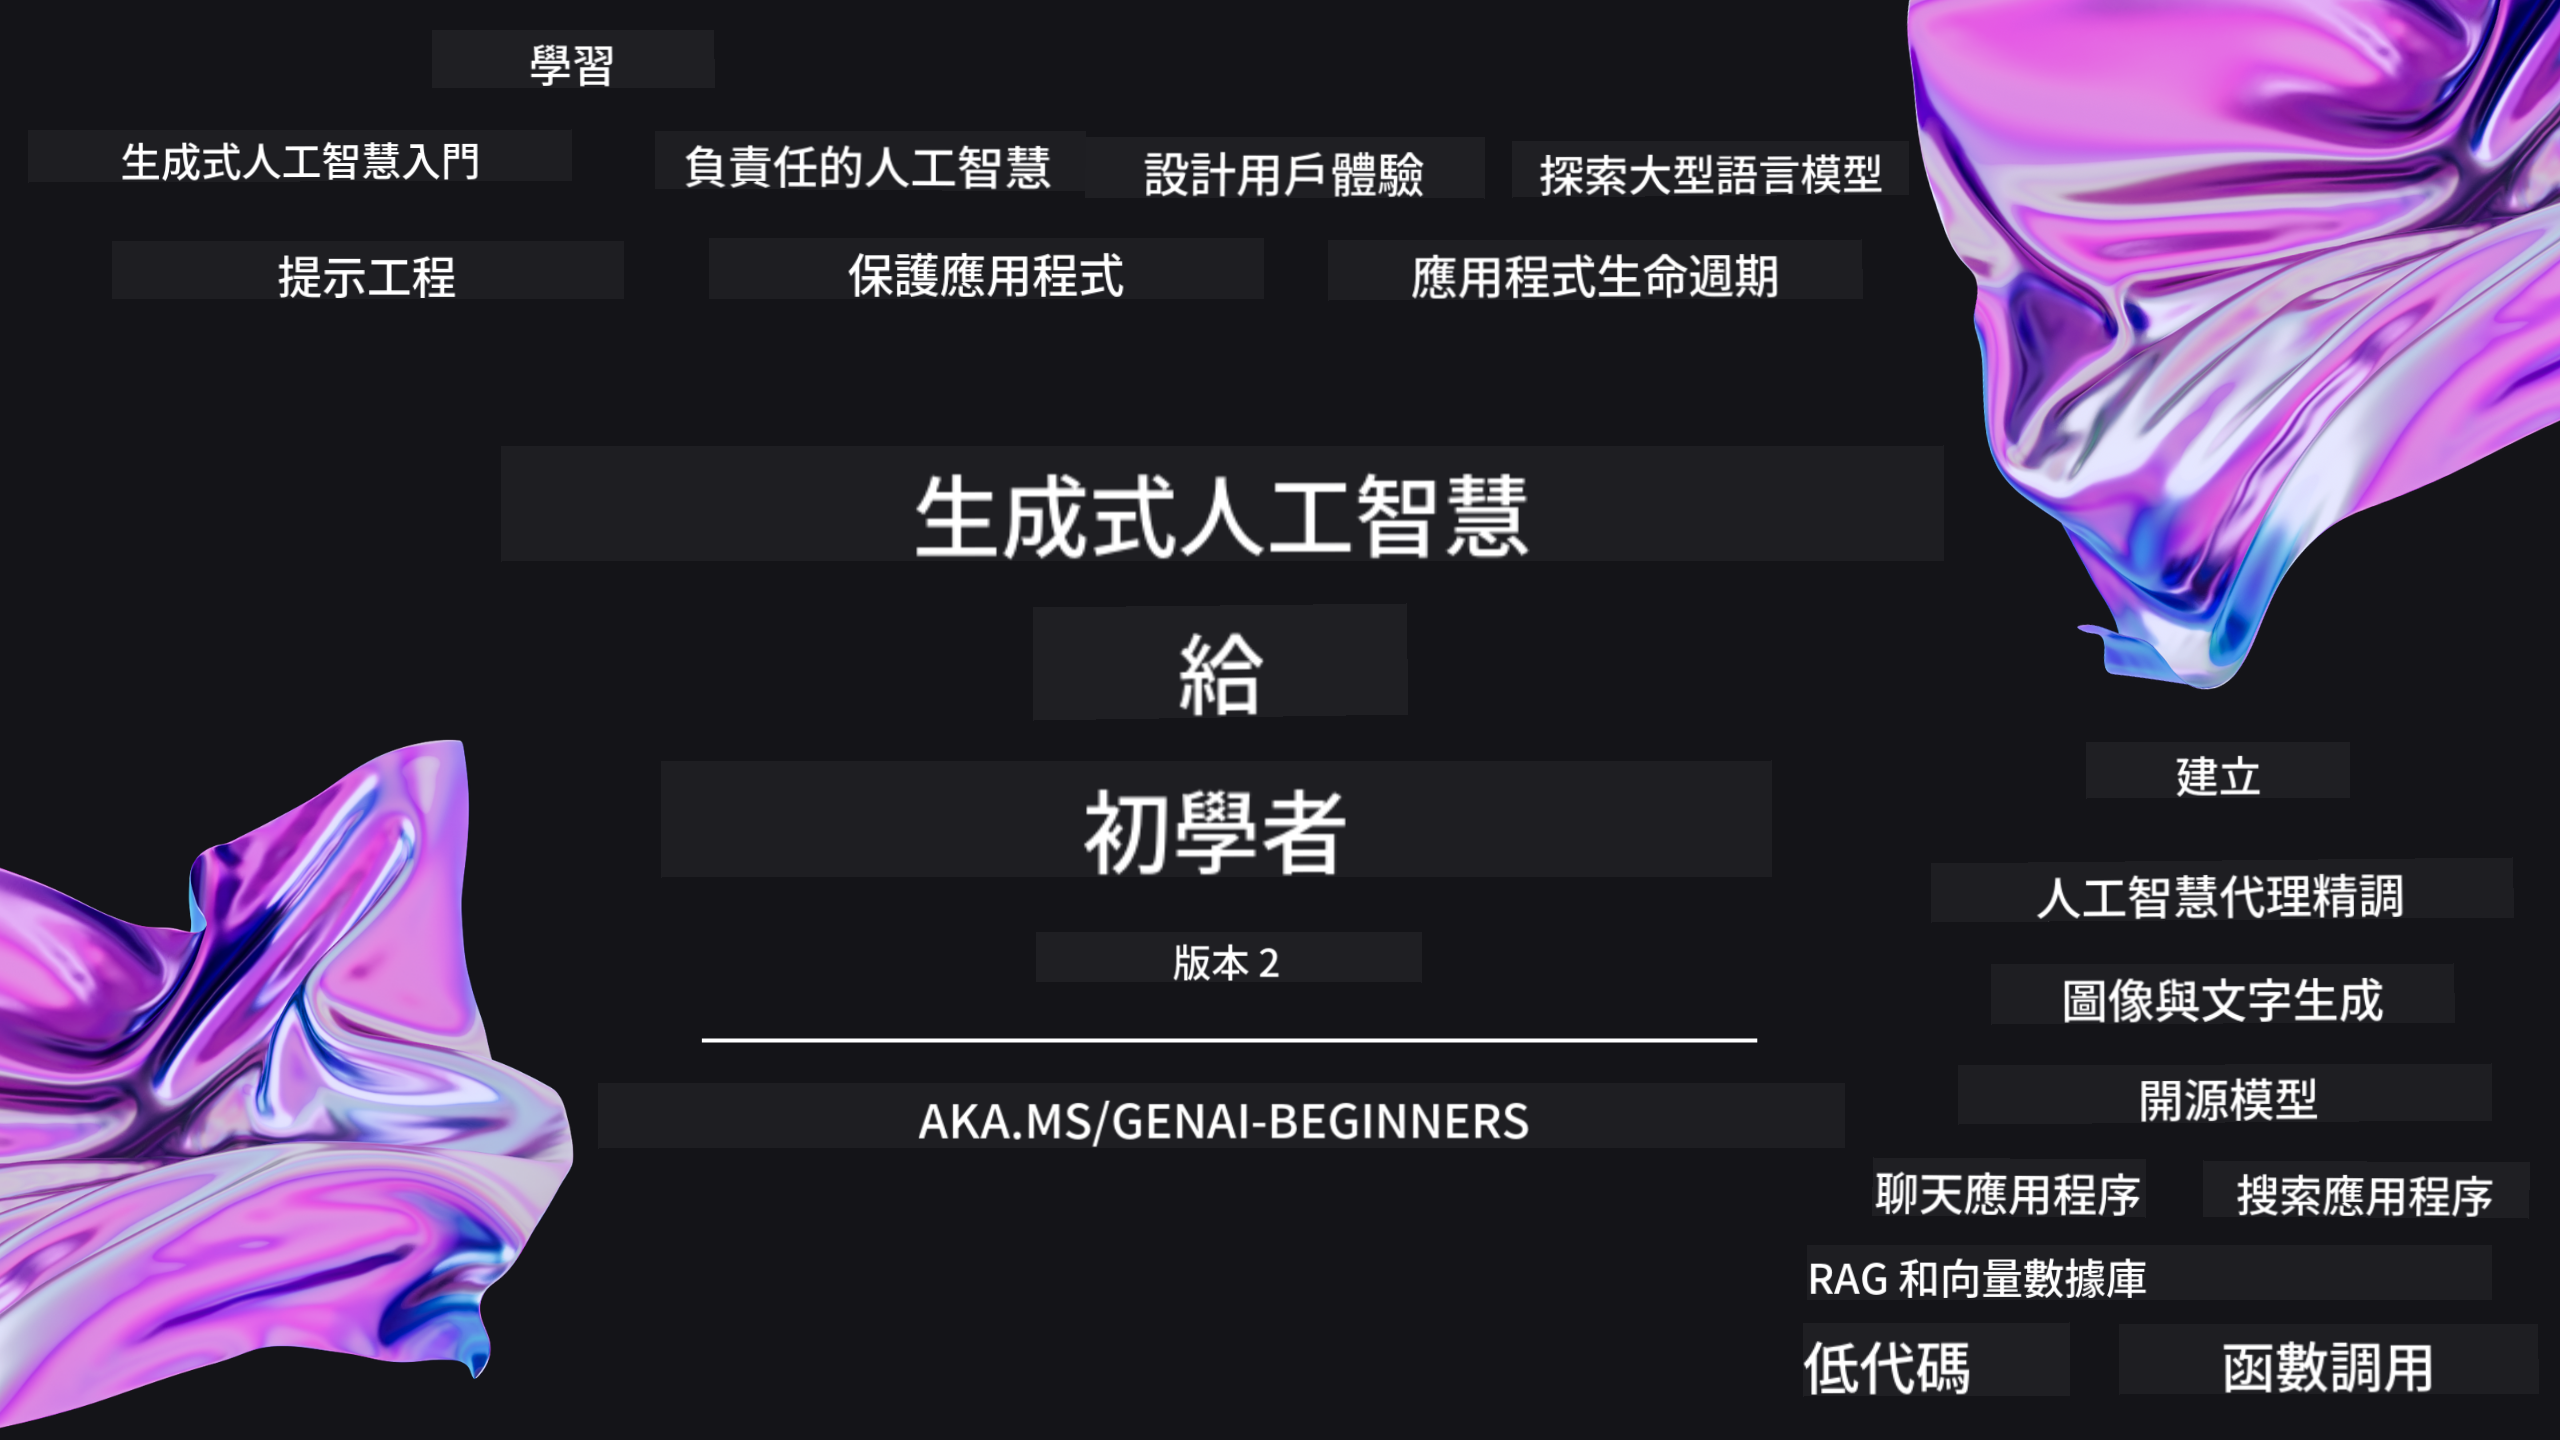 學習
生成式人工智慧入門
負責任的人工智慧
設計用戶體驗
探索大型語言模型
提示工程
保護應用程式
應用程式生命週期
生成式人工智慧
給
初學者
版本 2
AKA.MS/GENAI-BEGINNERS
建立
人工智慧代理精調
圖像與文字生成
開源模型
聊天應用程序
搜索應用程序
RAG 和向量數據庫
低代碼
函數調用